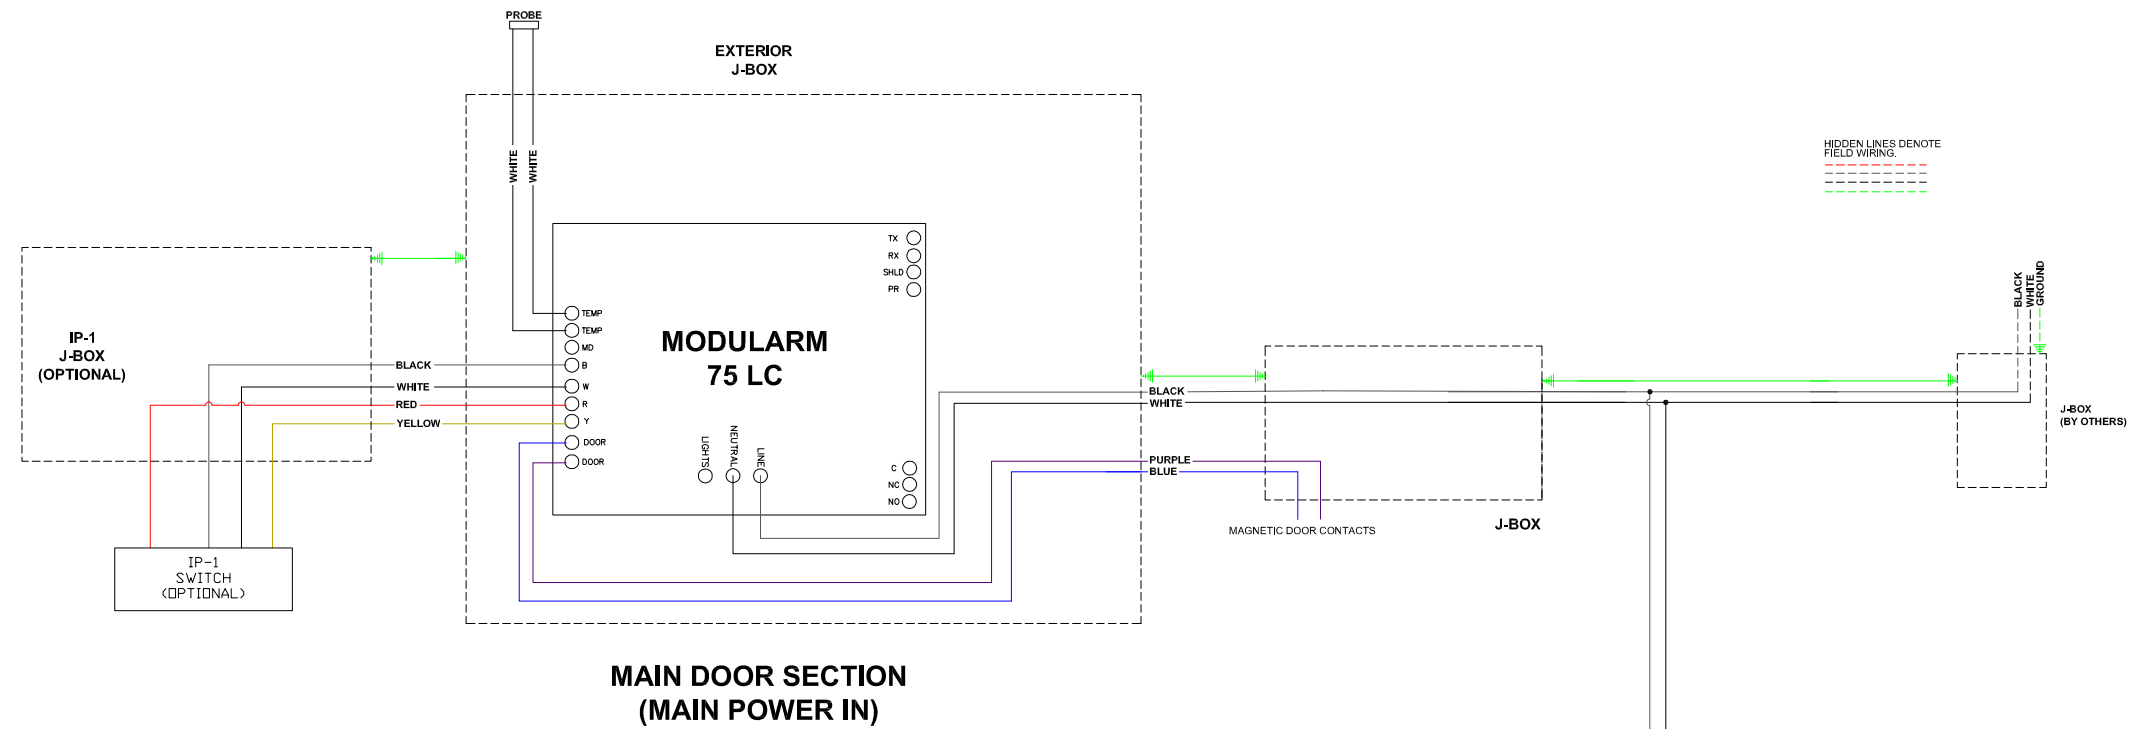 PROBE
EXTERIOR
J-BOX
WHITE
WHITE
HIDDEN LINES DENOTE
FIELD WIRING.
IP-1
J-BOX
(OPTIONAL)
BLACK
WHITE
RED
YELLOW
IP-1
SWITCH
(OPTIONAL)
TEMP
TEMP
MD
B
W
R
Y
DOOR
DOOR
MODULARM
75 LC
TX
RX
SHLD
PR
LIGHTS
NEUTRAL
LINE
C
NC
NO
BLACK
WHITE
PURPLE
BLUE
MAGNETIC DOOR CONTACTS
J-BOX
BLACK
WHITE
GROUND
J-BOX
(BY OTHERS)
MAIN DOOR SECTION
(MAIN POWER IN)